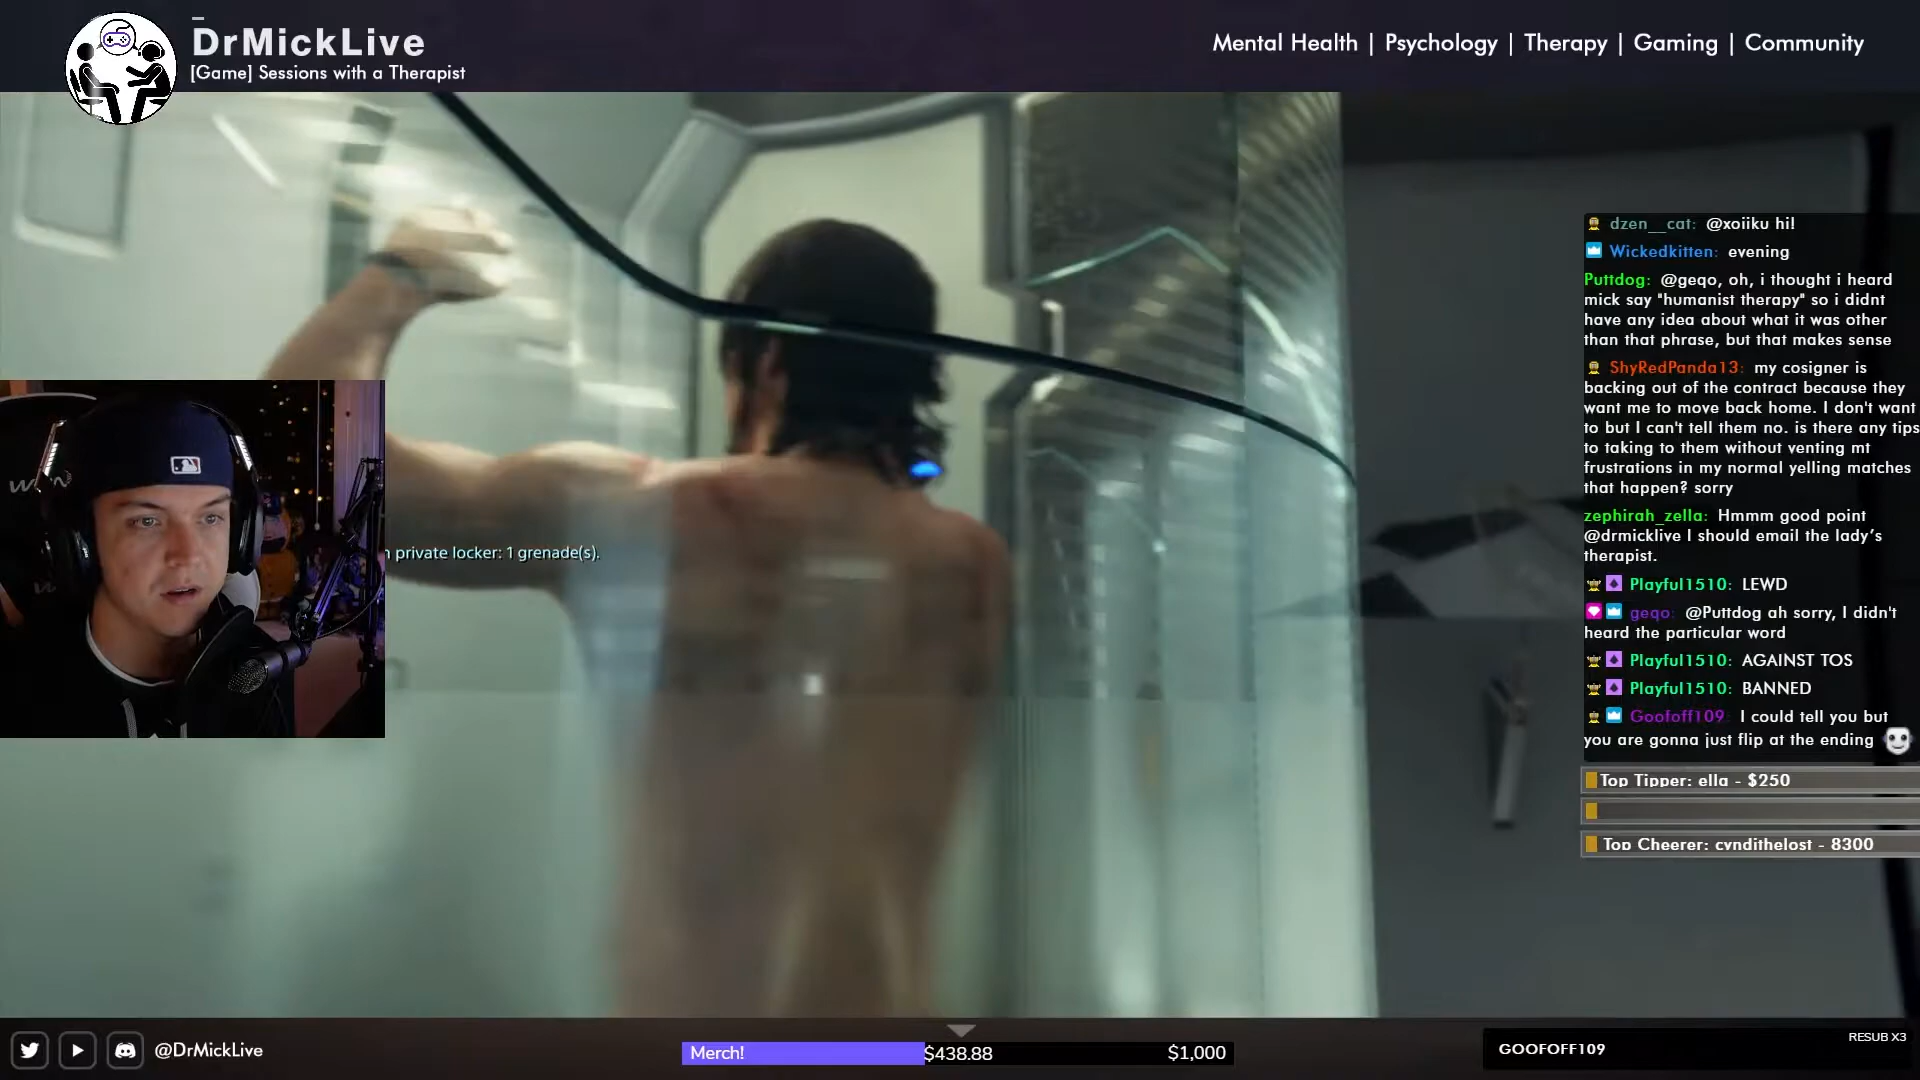 DrMickLive
[Game] Sessions with a Therapist
Mental Health | Psychology | Therapy | Gaming | Community
dzen__cat: @xoiiku hi!
Wickedkitten: evening
Puttdog: @geqo, oh, i thought i heard
mick say "humanist therapy" so i didnt
have any idea about what it was other
than that phrase, but that makes sense
ShyRedPanda13: my cosigner is
backing out of the contract because they
want me to move back home. I don't want
to but I can't tell them no. is there any tips
to taking to them without venting mt
frustrations in my normal yelling matches
that happen? sorry
zephirah_zella: Hmmm good point
@drmicklive I should email the lady's
therapist.
Playful1510: LEWD
geqo: @Puttdog ah sorry, I didn't
heard the particular word
Playful1510: AGAINST TOS
Playful1510: BANNED
Goofoff109: I could tell you but
you are gonna just flip at the ending
private locker: 1 grenade(s).
Top Tipper: ella - $250
Top Cheerer: cyndithelost - 8300
@DrMickLive
Merch! $438.88 $1,000
RESUB X3
GOOFOFF109